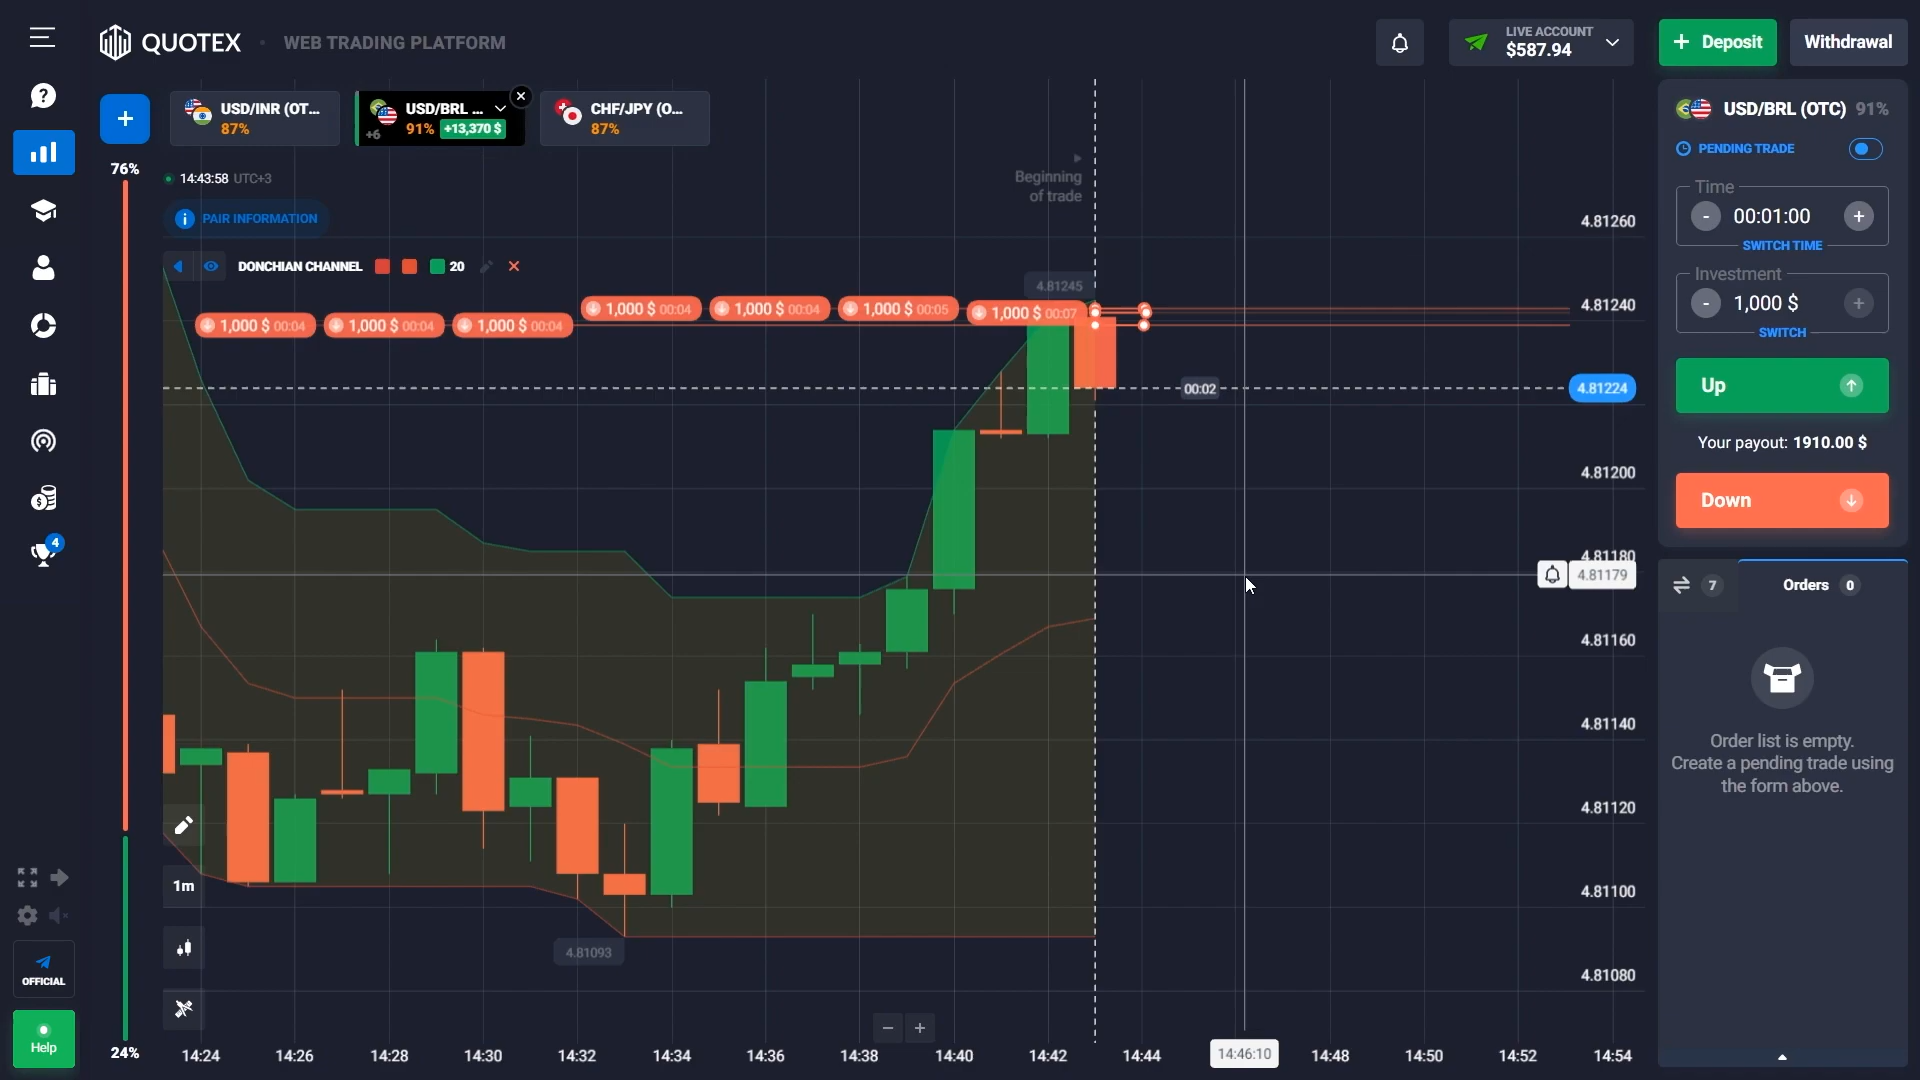 QUOTEX
WEB TRADING PLATFORM
LIVE ACCOUNT
$587.94
+ Deposit
Withdrawal
+
USD/INR (OT...
87%
+6
USD/BRL ...
91% +13,370 $
CHF/JPY (O...
87%
76%
14:43:58 UTC+3
PAIR INFORMATION
DONCHIAN CHANNEL 20
Beginning
of trade
4.81245
1,000 $ 00:04
1,000 $ 00:04
1,000 $ 00:04
1,000 $ 00:04
1,000 $ 00:04
1,000 $ 00:05
1,000 $ 00:07
00:02
4.81260
4.81240
4.81224
4.81200
4.81180
4.81179
4.81160
4.81140
4.81120
4.81100
4.81080
4.81093
1m
24%
14:24
14:26
14:28
14:30
14:32
14:34
14:36
14:38
14:40
14:42
14:44
14:46:10
14:48
14:50
14:52
14:54
USD/BRL (OTC) 91%
PENDING TRADE
Time
- 00:01:00 +
SWITCH TIME
Investment
- 1,000 $ +
SWITCH
Up
Your payout: 1910.00 $
Down
7
Orders 0
Order list is empty.
Create a pending trade using
the form above.
4
OFFICIAL
Help